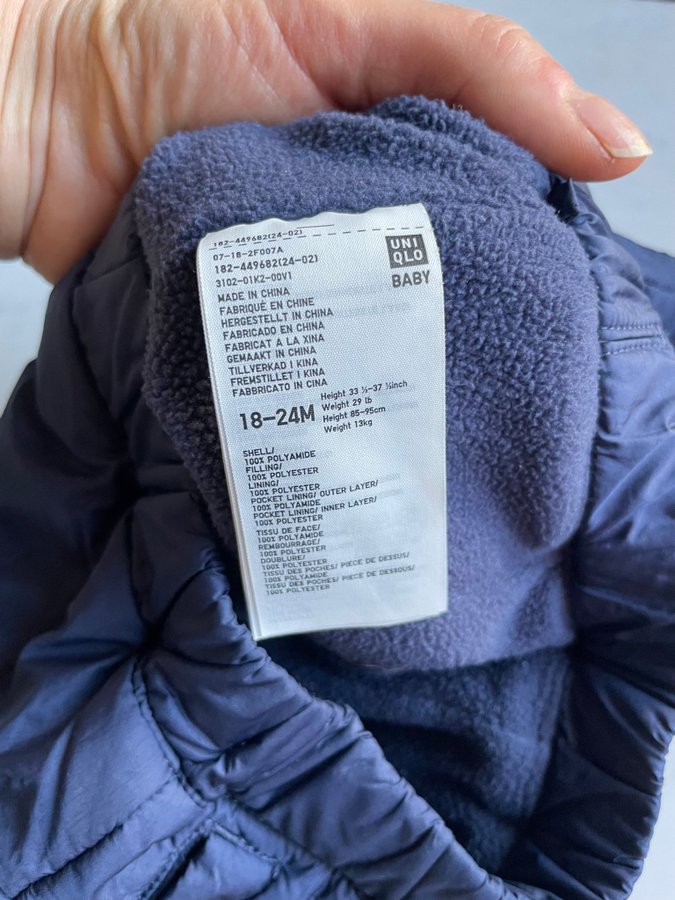 182-449682(24-02)
07-18-2F007A
182-449682(24-02)
3102-01K2-00V1
UNI
QLO
BABY
MADE IN CHINA
FABRIQUÉ EN CHINE
HERGESTELLT IN CHINA
FABRICADO EN CHINA
FABRICAT A LA XINA
GEMAAKT IN CHINA
TILLVERKAD I KINA
FREMSTILLET I KINA
FABBRICATO IN CINA
18-24M
Height 33 ½-37 ½inch
Weight 29 lb
Height 85-95cm
Weight 13kg
SHELL/
100% POLYAMIDE
FILLING/
100% POLYESTER
LINING/
100% POLYESTER
POCKET LINING/ OUTER LAYER/
100% POLYAMIDE
POCKET LINING/ INNER LAYER/
100% POLYESTER
TISSU DE FACE/
100% POLYAMIDE
REMBOURRAGE/
100% POLYESTER
DOUBLURE/
100% POLYESTER
TISSU DES POCHES/ PIÈCE DE DESSUS/
100% POLYAMIDE
TISSU DES POCHES/ PIÈCE DE DESSOUS/
100% POLYESTER